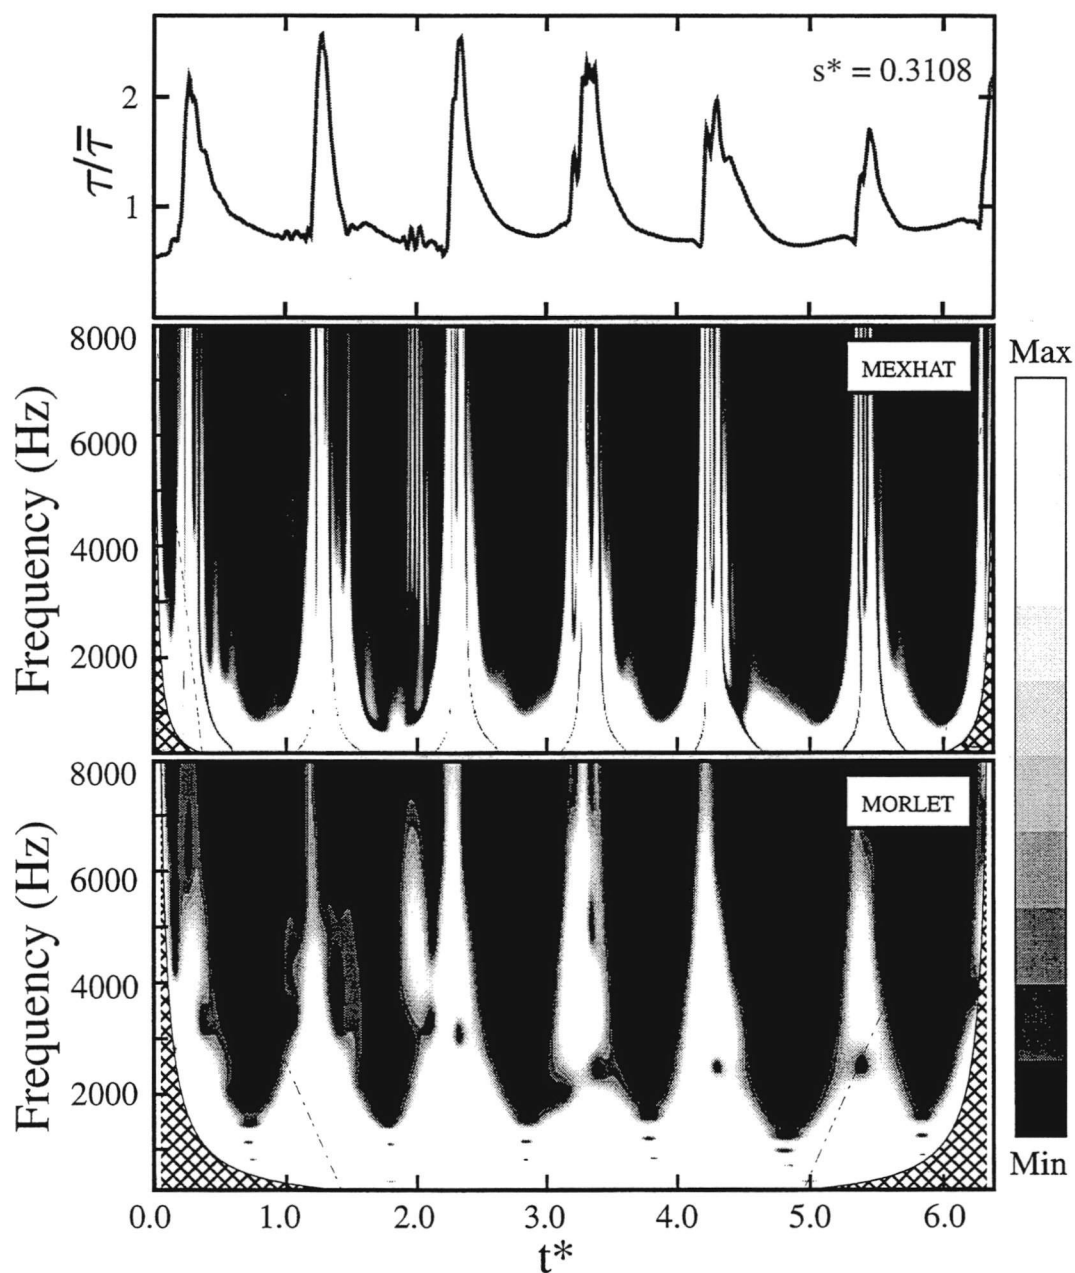 s* = 0.3108
2
1
τ/τ̿
8000
6000
4000
2000
Frequency (Hz)
MEXHAT
Max
8000
6000
4000
2000
Frequency (Hz)
MORLET
Min
0.0 1.0 2.0 3.0 4.0 5.0 6.0
t*